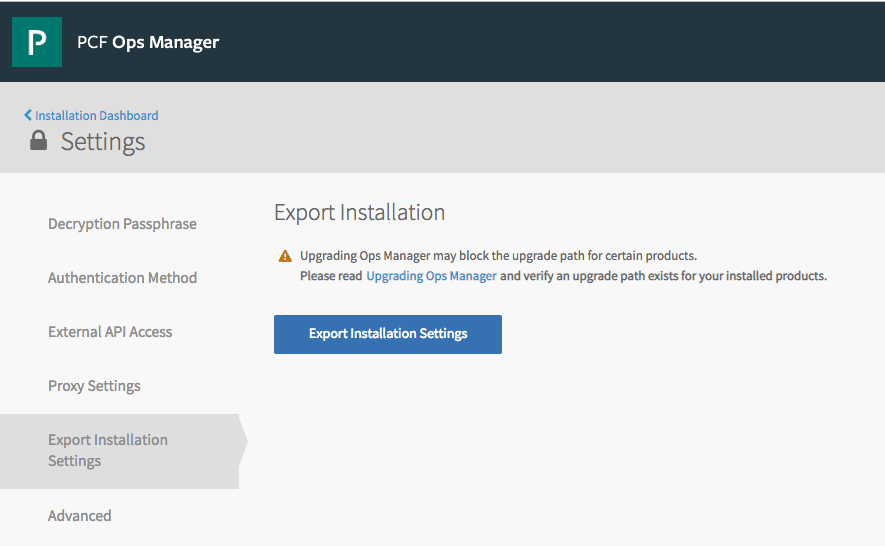 P
PCF Ops Manager
Installation Dashboard
Settings
Decryption Passphrase
Authentication Method
External API Access
Proxy Settings
Export Installation
Settings
Advanced
Export Installation
Upgrading Ops Manager may block the upgrade path for certain products.
Please read Upgrading Ops Manager and verify an upgrade path exists for your installed products.
Export Installation Settings